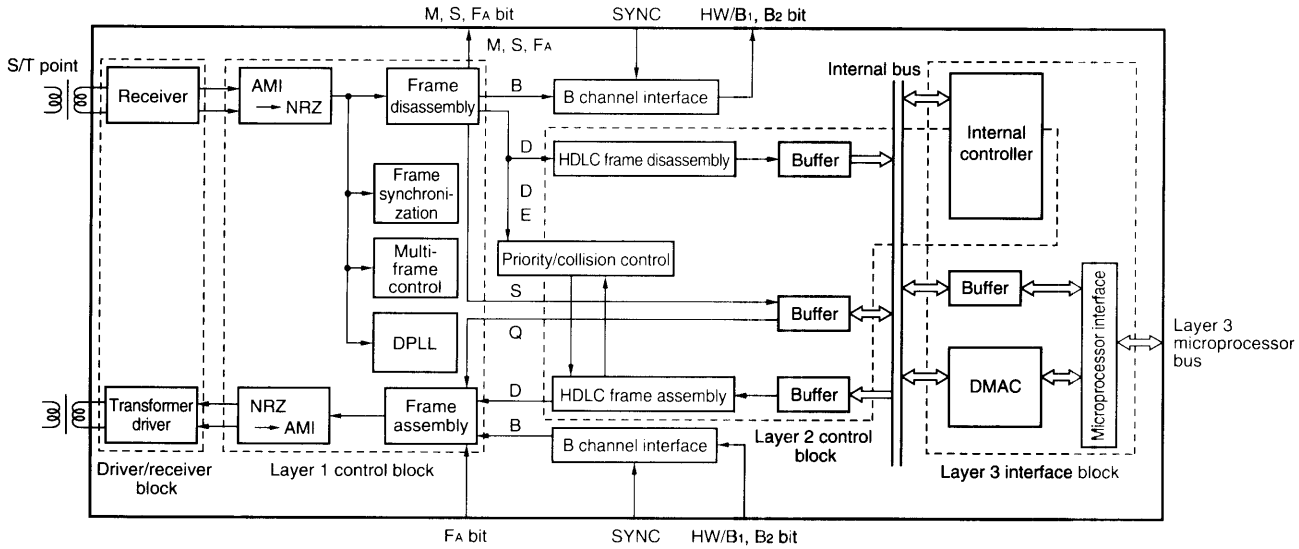 M, S, FA bit
SYNC
HW/B1, B2 bit
M, S, FA
S/T point
Receiver
AMI
→ NRZ
Frame
disassembly
B
B channel interface
Internal bus
Internal
controller
D
HDLC frame disassembly
Buffer
D
E
Frame
synchroni-
zation
Priority/collision control
Multi-
frame
control
S
Buffer
Q
DPLL
Buffer
Microprocessor interface
Layer 3
microprocessor
bus
DMAC
Transformer
driver
NRZ
→ AMI
Frame
assembly
D
HDLC frame assembly
Buffer
B
B channel interface
Layer 2 control
block
Driver/receiver
block
Layer 1 control block
Layer 3 interface block
FA bit
SYNC
HW/B1, B2 bit